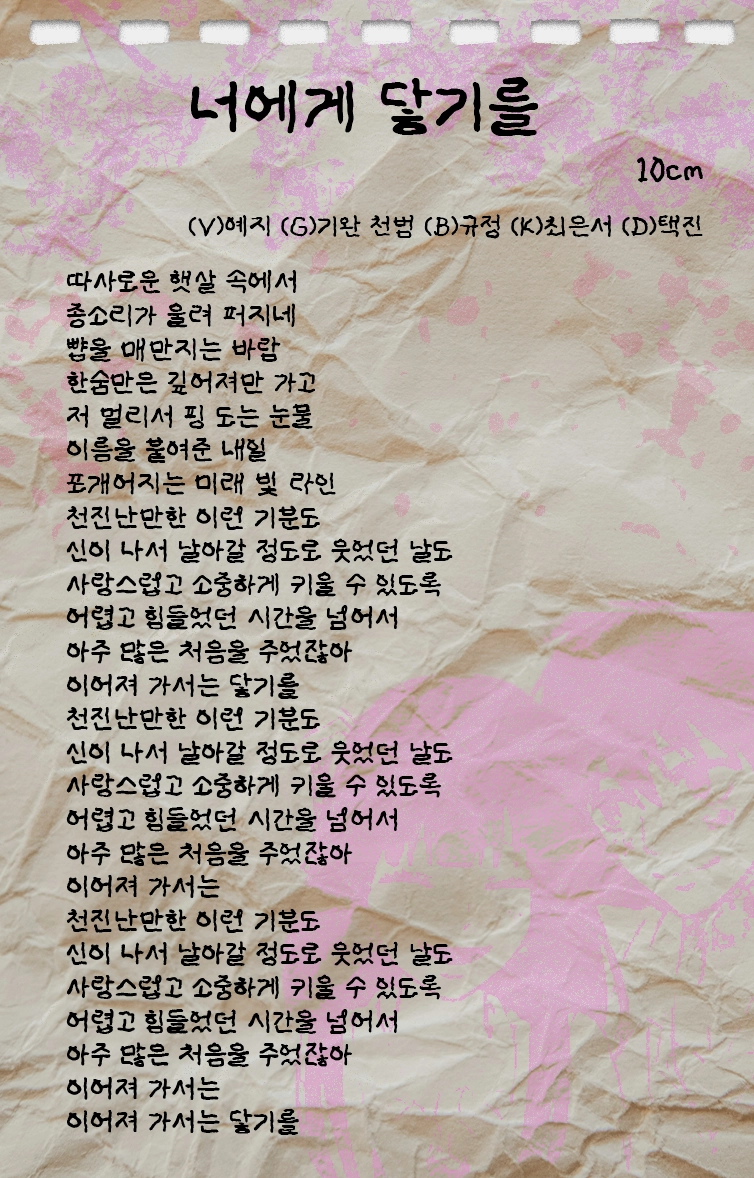 너에게 닿기를
10cm
(V)예지 (G)기완 천범 (B)규정 (K)최은서 (D)택진
따사로운 햇살 속에서
종소리가 울려 퍼지네
뺨을 매만지는 바람
한숨만은 깊어져만 가고
저 멀리서 핑 도는 눈물
이름을 붙여준 내일
포개어지는 미래 빛 라인
천진난만한 이런 기분도
신이 나서 날아갈 정도로 웃었던 날도
사랑스럽고 소중하게 키울 수 있도록
어렵고 힘들었던 시간을 넘어서
아주 많은 처음을 주었잖아
이어져 가서는 닿기를
천진난만한 이런 기분도
신이 나서 날아갈 정도로 웃었던 날도
사랑스럽고 소중하게 키울 수 있도록
어렵고 힘들었던 시간을 넘어서
아주 많은 처음을 주었잖아
이어져 가서는
천진난만한 이런 기분도
신이 나서 날아갈 정도로 웃었던 날도
사랑스럽고 소중하게 키울 수 있도록
어렵고 힘들었던 시간을 넘어서
아주 많은 처음을 주었잖아
이어져 가서는
이어져 가서는 닿기를